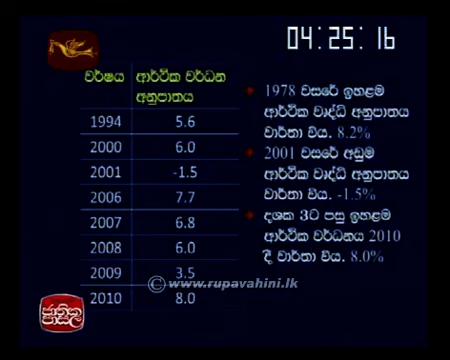 04:25:16
වර්ෂය ආර්ථික වර්ධන
අනුපාතය
1994 5.6
2000 6.0
2001 -1.5
2006 7.7
2007 6.8
2008 6.0
2009 3.5
2010 8.0
1978 වසරේ ඉහළම
ආර්ථික වෘද්ධි අනුපාතය
වාර්තා විය. 8.2%
2001 වසරේ අඩුම
ආර්ථික වෘද්ධි අනුපාතය
වාර්තා විය. -1.5%
දශක 3ට පසු ඉහළම
ආර්ථික වර්ධනය 2010
දී වාර්තා විය. 8.0%
© www.rupavahini.lk
ජාතික
පාසල